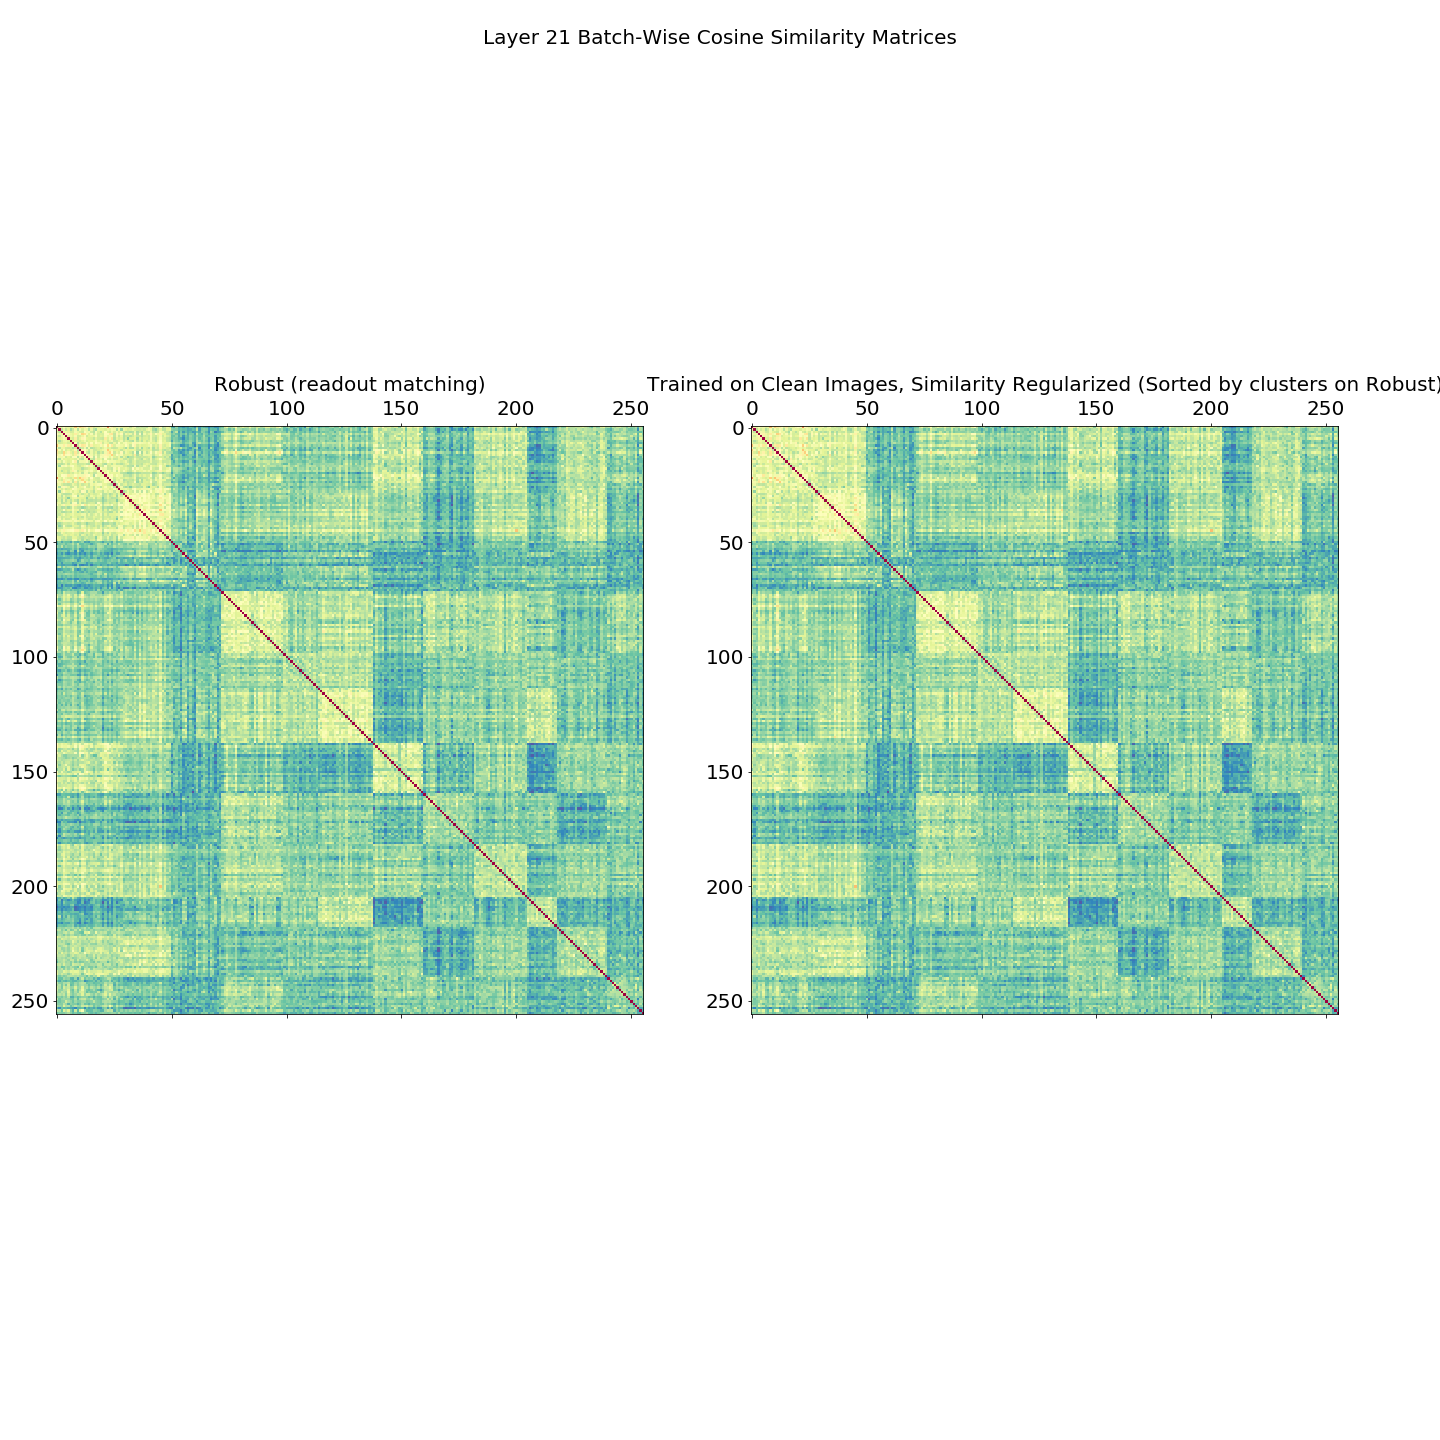 Layer 21 Batch-Wise Cosine Similarity Matrices
Robust (readout matching)
0 50 100 150 200 250
0
50
100
150
200
250
Trained on Clean Images, Similarity Regularized (Sorted by clusters on Robust)
0 50 100 150 200 250
0
50
100
150
200
250